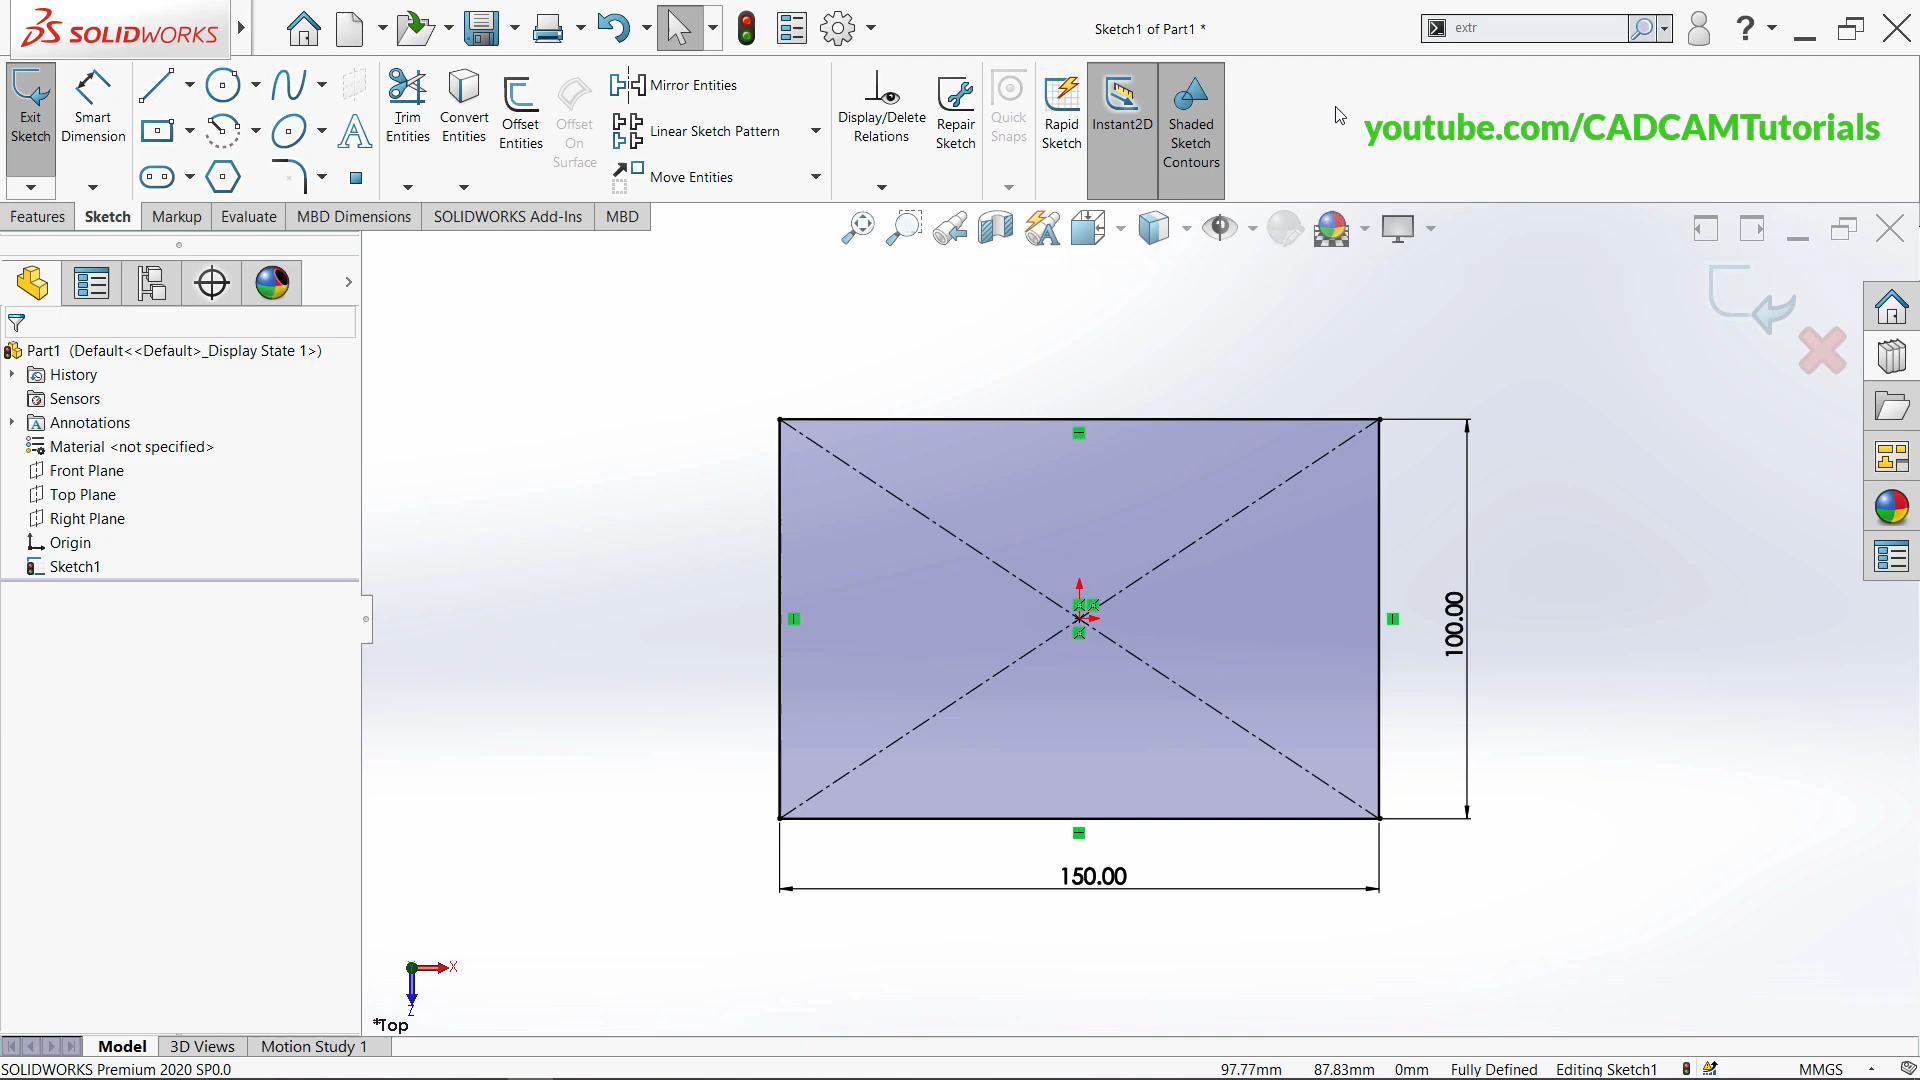 SOLIDWORKS
Sketch1 of Part1 *
extr
Exit Sketch
Smart Dimension
Trim Entities
Convert Entities
Offset Entities
Offset On Surface
Mirror Entities
Linear Sketch Pattern
Move Entities
Display/Delete Relations
Repair Sketch
Quick Snaps
Rapid Sketch
Instant2D
Shaded Sketch Contours
youtube.com/CADCAMTutorials
Features
Sketch
Markup
Evaluate
MBD Dimensions
SOLIDWORKS Add-Ins
MBD
Part1 (Default<<Default>_Display State 1>)
History
Sensors
Annotations
Material <not specified>
Front Plane
Top Plane
Right Plane
Origin
Sketch1
100.00
150.00
X
Z
*Top
Model
3D Views
Motion Study 1
SOLIDWORKS Premium 2020 SP0.0
97.77mm
87.83mm
0mm
Fully Defined
Editing Sketch1
MMGS